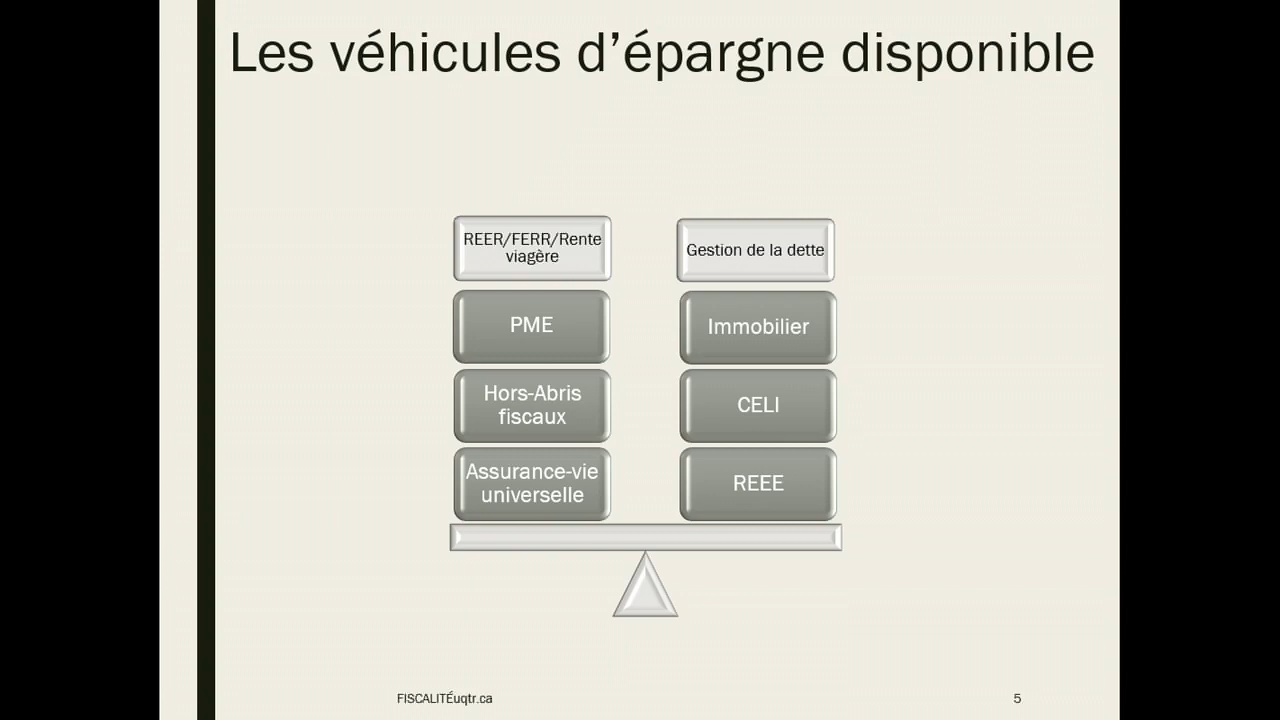 Les véhicules d’épargne disponible
REER/FERR/Rente
viagère
PME
Hors-Abris
fiscaux
Assurance-vie
universelle
Gestion de la dette
Immobilier
CELI
REEE
FISCALITÉuqtr.ca
5